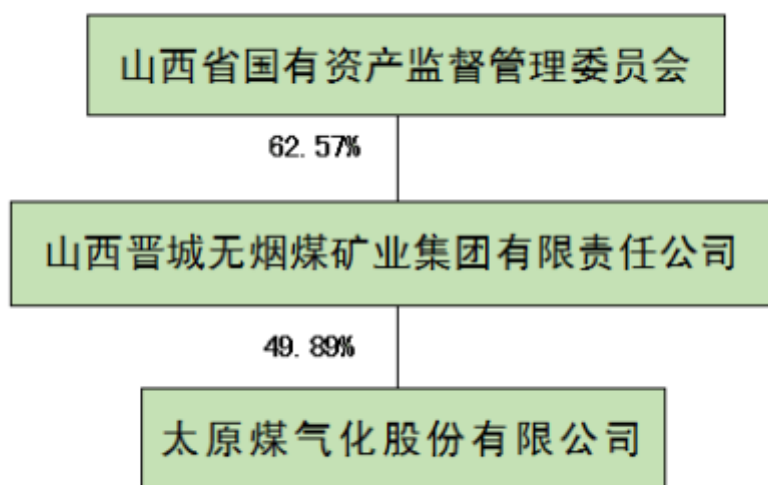 山西省国有资产监督管理委员会
62.57%
山西晋城无烟煤矿业集团有限责任公司
49.89%
太原煤气化股份有限公司